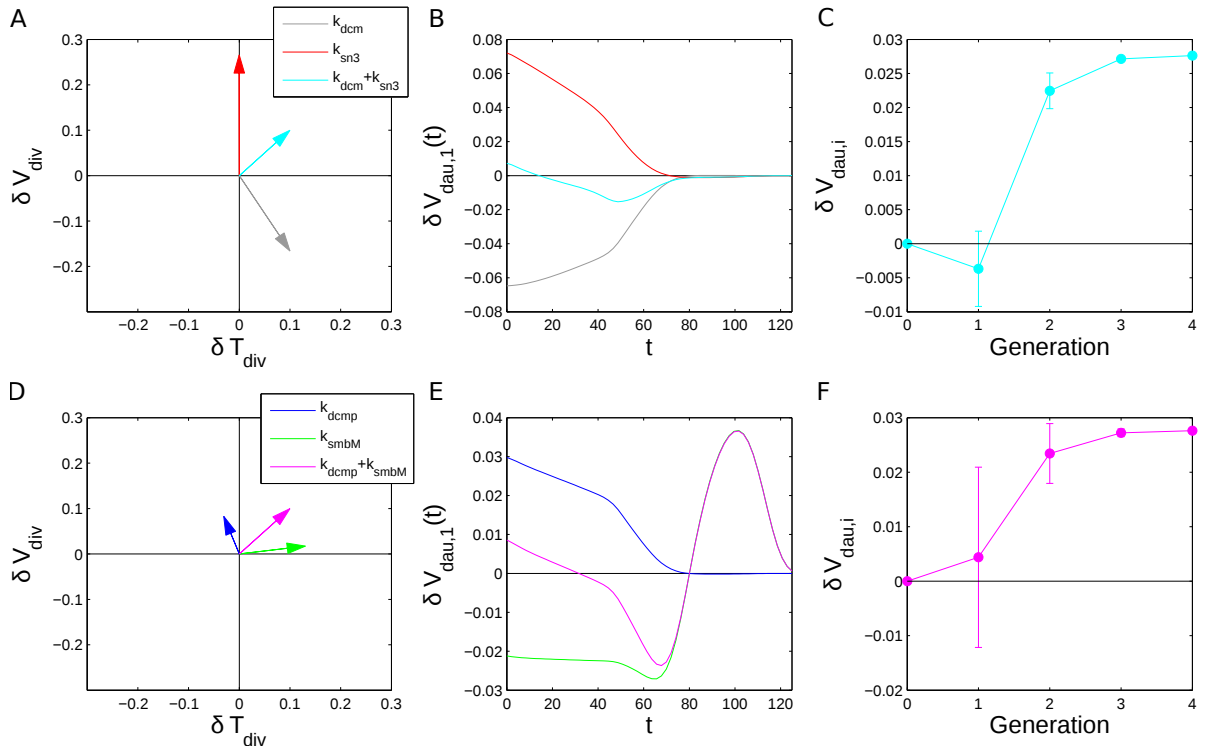 A
0.3
0.2
0.1
0
−0.1
−0.2
−0.2 −0.1 0 0.1 0.2 0.3
δ V_div
δ T_div
k_dcm
k_sn3
k_dcm+k_sn3
B
0.08
0.06
0.04
0.02
0
−0.02
−0.04
−0.06
−0.08
0 20 40 60 80 100 120
δ V_dau,1(t)
t
C
0.03
0.025
0.02
0.015
0.01
0.005
0
−0.005
−0.01
0 1 2 3 4
δ V_dau,i
Generation
D
0.3
0.2
0.1
0
−0.1
−0.2
−0.2 −0.1 0 0.1 0.2 0.3
δ V_div
δ T_div
k_dcmp
k_smbM
k_dcmp+k_smbM
E
0.04
0.03
0.02
0.01
0
−0.01
−0.02
−0.03
0 20 40 60 80 100 120
δ V_dau,1(t)
t
F
0.03
0.02
0.01
0
−0.01
−0.02
0 1 2 3 4
δ V_dau,i
Generation